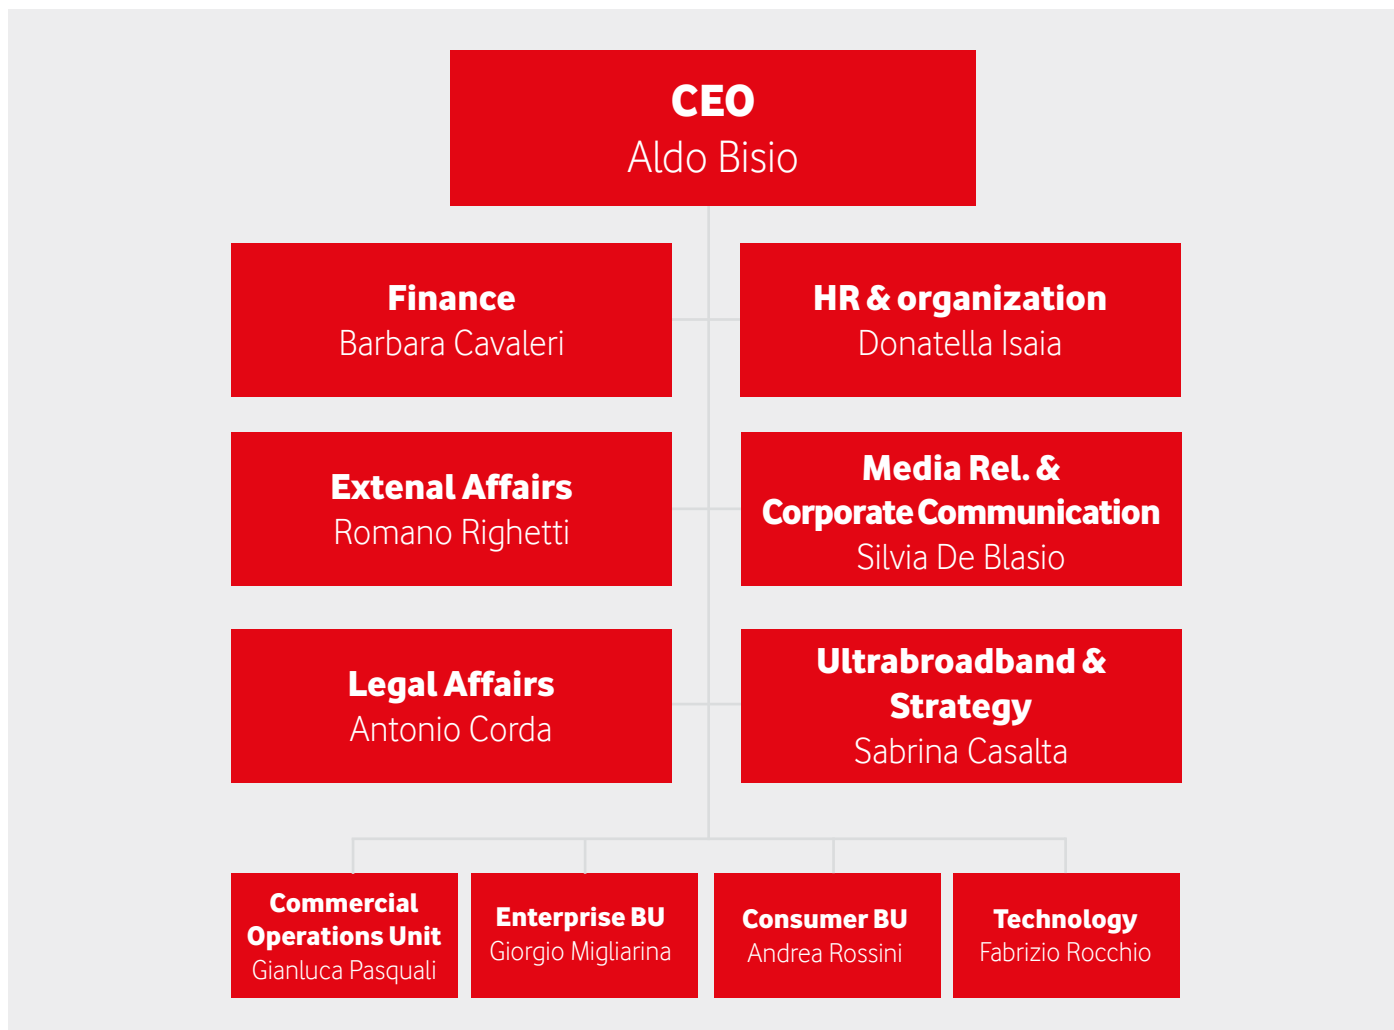 CEO
Aldo Bisio
Finance
Barbara Cavaleri
HR & organization
Donatella Isaia
Extenal Affairs
Romano Righetti
Media Rel. &
Corporate Communication
Silvia De Blasio
Legal Affairs
Antonio Corda
Ultrabroadband &
Strategy
Sabrina Casalta
Commercial
Operations Unit
Gianluca Pasquali
Enterprise BU
Giorgio Migliarina
Consumer BU
Andrea Rossini
Technology
Fabrizio Rocchio